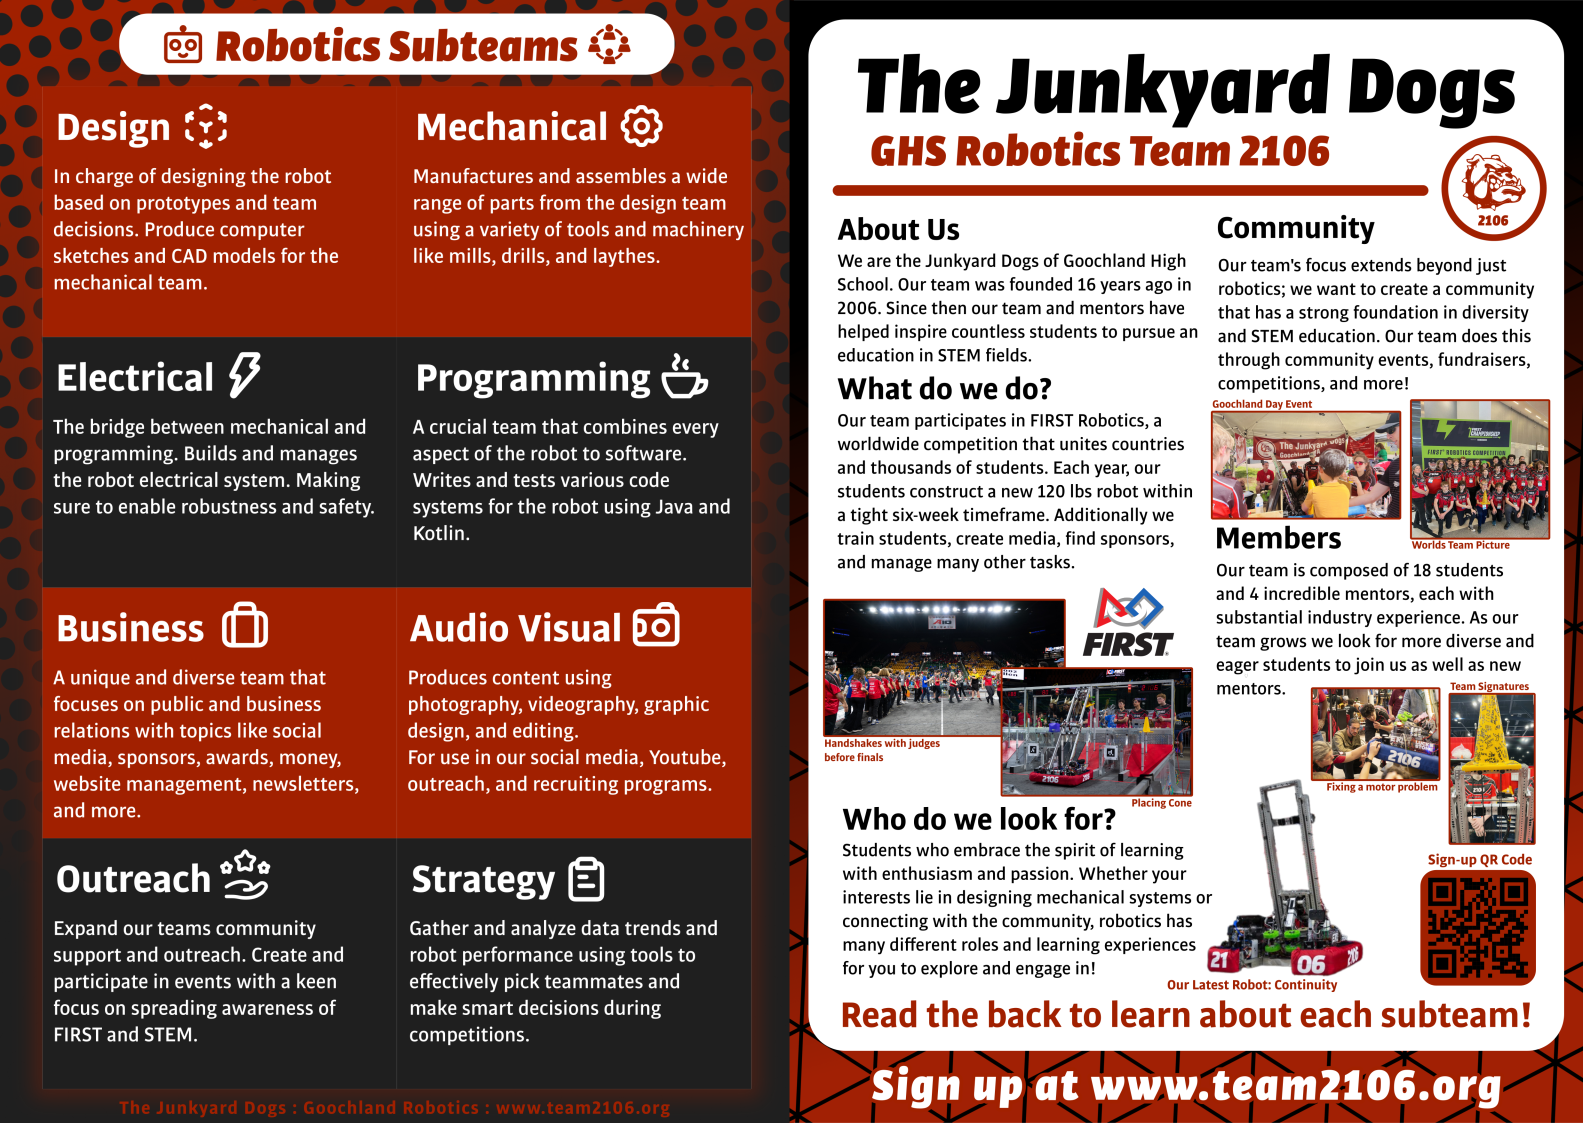 Robotics Subteams
Design
In charge of designing the robot
based on prototypes and team
decisions. Produce computer
sketches and CAD models for the
mechanical team.
Mechanical
Manufactures and assembles a wide
range of parts from the design team
using a variety of tools and machinery
like mills, drills, and laythes.
Electrical
The bridge between mechanical and
programming. Builds and manages
the robot electrical system. Making
sure to enable robustness and safety.
Programming
A crucial team that combines every
aspect of the robot to software.
Writes and tests various code
systems for the robot using Java and
Kotlin.
Business
A unique and diverse team that
focuses on public and business
relations with topics like social
media, sponsors, awards, money,
website management, newsletters,
and more.
Audio Visual
Produces content using
photography, videography, graphic
design, and editing.
For use in our social media, Youtube,
outreach, and recruiting programs.
Outreach
Expand our teams community
support and outreach. Create and
participate in events with a keen
focus on spreading awareness of
FIRST and STEM.
Strategy
Gather and analyze data trends and
robot performance using tools to
effectively pick teammates and
make smart decisions during
competitions.
The Junkyard Dogs : Goochland Robotics : www.team2106.org
The Junkyard Dogs
GHS Robotics Team 2106
2106
About Us
We are the Junkyard Dogs of Goochland High
School. Our team was founded 16 years ago in
2006. Since then our team and mentors have
helped inspire countless students to pursue an
education in STEM fields.
What do we do?
Our team participates in FIRST Robotics, a
worldwide competition that unites countries
and thousands of students. Each year, our
students construct a new 120 lbs robot within
a tight six-week timeframe. Additionally we
train students, create media, find sponsors,
and manage many other tasks.
FIRST
Handshakes with judges
before finals
2106
Placing Cone
Who do we look for?
Students who embrace the spirit of learning
with enthusiasm and passion. Whether your
interests lie in designing mechanical systems or
connecting with the community, robotics has
many different roles and learning experiences
for you to explore and engage in!
Community
Our team's focus extends beyond just
robotics; we want to create a community
that has a strong foundation in diversity
and STEM education. Our team does this
through community events, fundraisers,
competitions, and more!
Goochland Day Event
The Junkyard Dogs
Goochland
FIRST
CHAMPIONSHIP
FIRST ROBOTICS COMPETITION
Worlds Team Picture
Members
Our team is composed of 18 students
and 4 incredible mentors, each with
substantial industry experience. As our
team grows we look for more diverse and
eager students to join us as well as new
mentors.
Team Signatures
2106
Fixing a motor problem
Sign-up QR Code
21 06 2106
Our Latest Robot: Continuity
Read the back to learn about each subteam!
Sign up at www.team2106.org